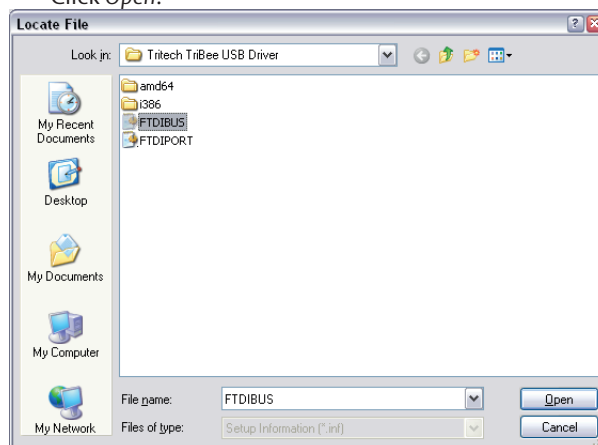 Click Open.
Locate File
Look in: Tritech TriBee USB Driver
amd64
i386
FTDIBUS
FTDIPORT
My Recent
Documents
Desktop
My Documents
My Computer
My Network
File name: FTDIBUS Open
Files of type: Setup Information (*.inf) Cancel